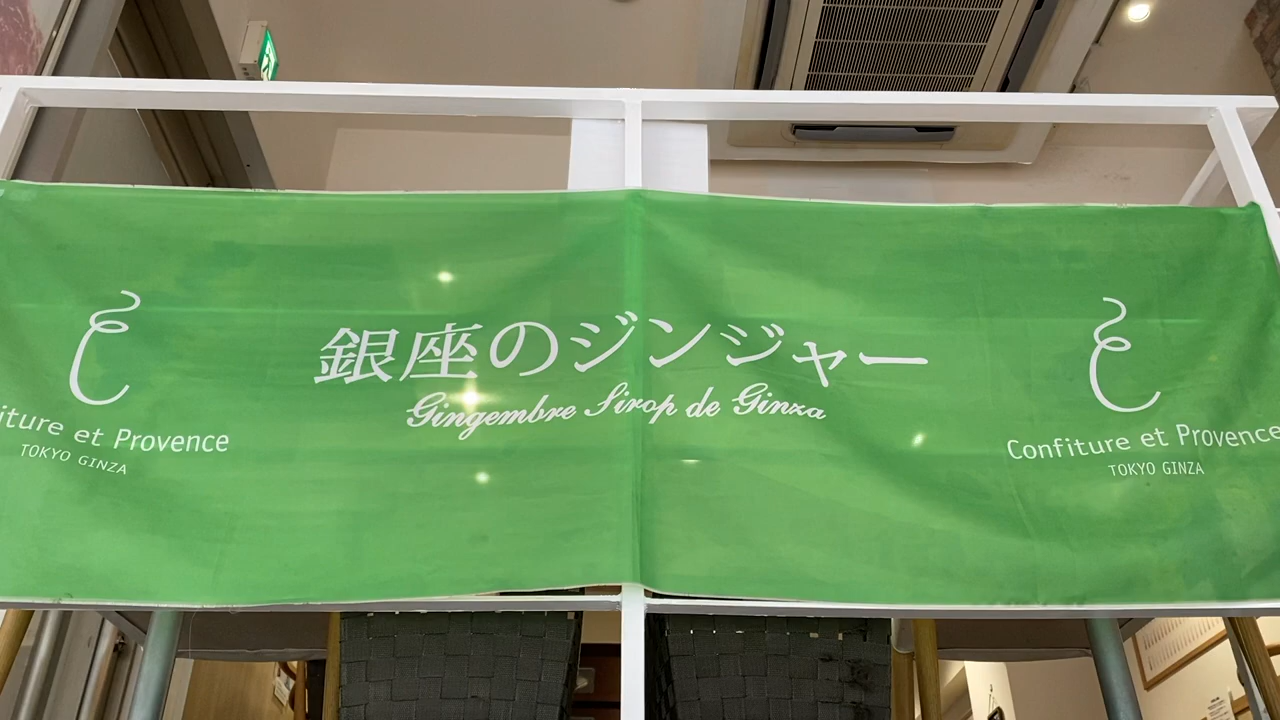 銀座のジンジャー
Gingembre Sirop de Ginza
iture et Provence
TOKYO GINZA
Confiture et Provence
TOKYO GINZA